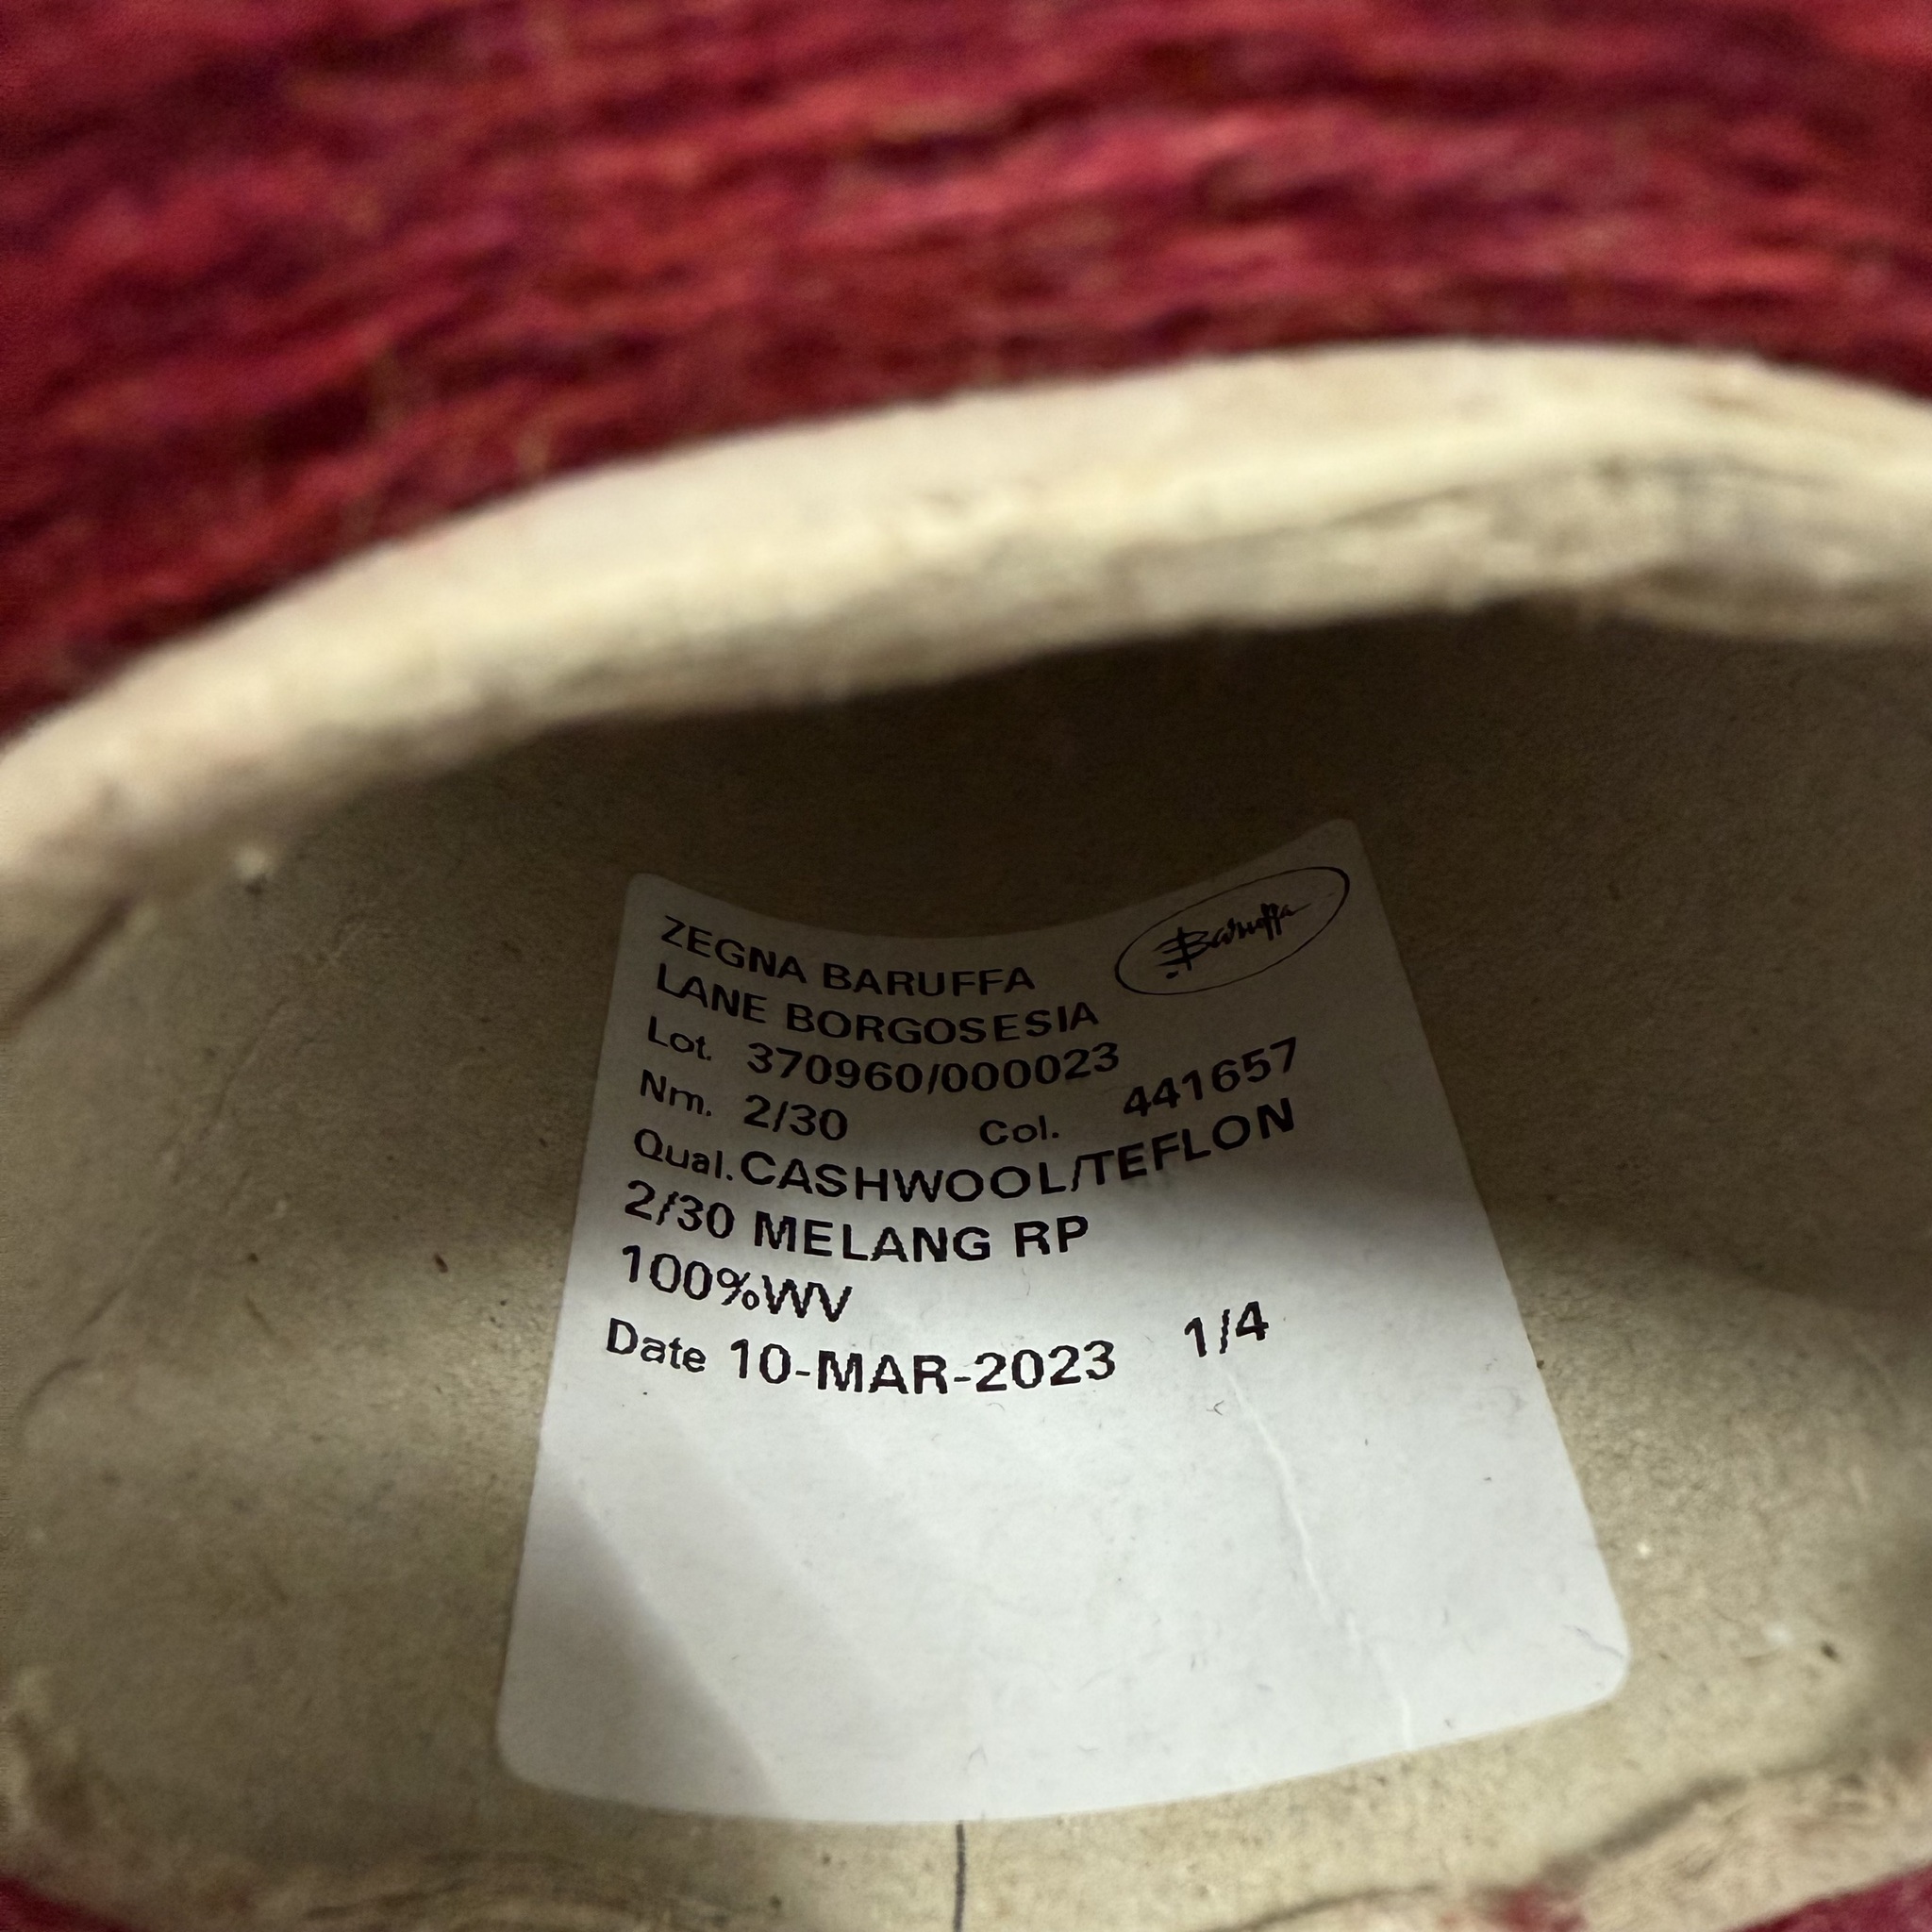 ZEGNA BARUFFA
Baruffa
LANE BORGOSESIA
Lot. 370960/000023
Nm. 2/30 Col. 441657
Qual. CASHWOOL/TEFLON
2/30 MELANG RP
100%WV
Date 10-MAR-2023 1/4